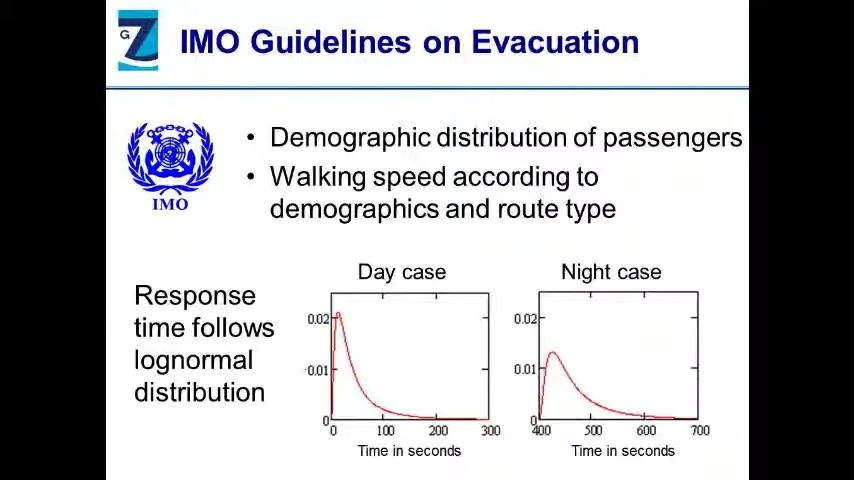 GZ
IMO Guidelines on Evacuation
• Demographic distribution of passengers
• Walking speed according to
demographics and route type
IMO
Response
time follows
lognormal
distribution
Day case
0.02
0.01
0
0 100 200 300
Time in seconds
Night case
0.02
0.01
0
400 500 600 700
Time in seconds